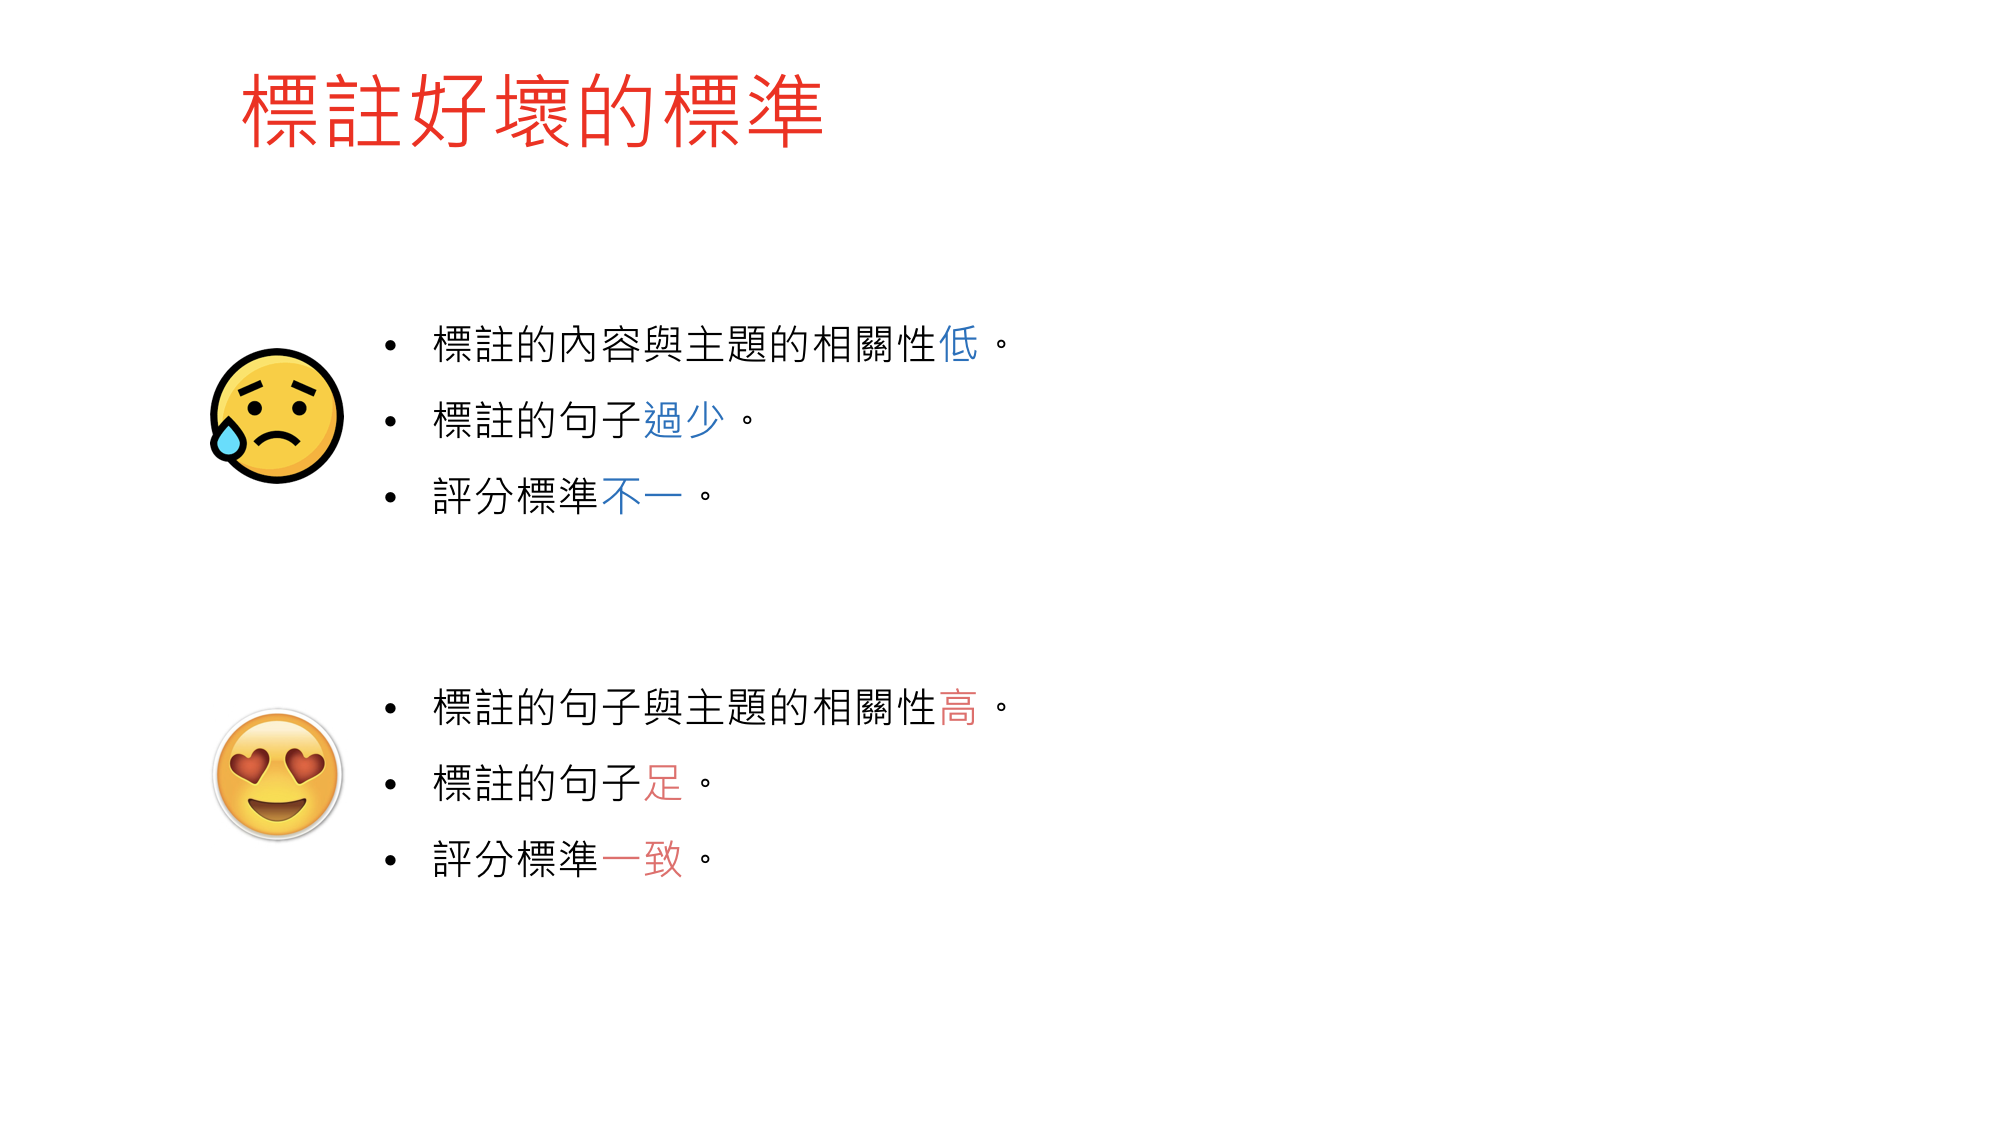 標註好壞的標準
• 標註的內容與主題的相關性低。
• 標註的句子過少。
• 評分標準不一。
• 標註的句子與主題的相關性高。
• 標註的句子足。
• 評分標準一致。